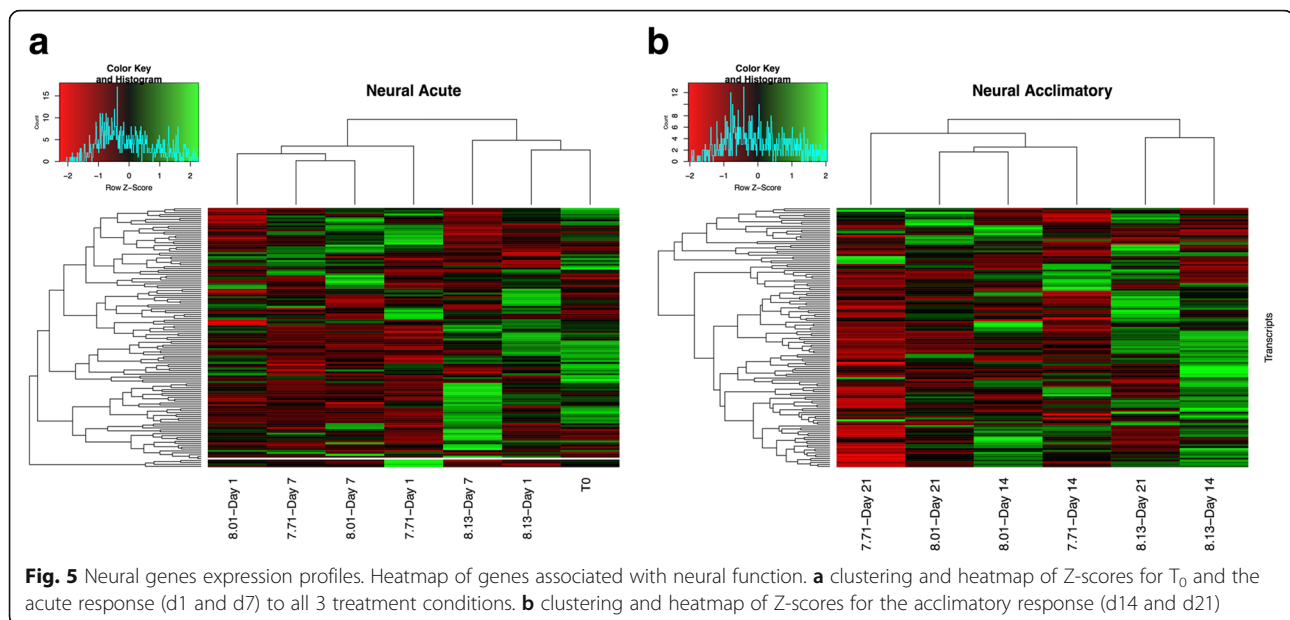 a
Color Key
and Histogram
Count
0 5 10 15
−2 −1 0 1 2
Row Z−Score
Neural Acute
8.01−Day 1
7.71−Day 7
8.01−Day 7
7.71−Day 1
8.13−Day 7
8.13−Day 1
T0
b
Color Key
and Histogram
Count
0 2 4 6 8 12
−2 −1 0 1 2
Row Z−Score
Neural Acclimatory
Transcripts
7.71−Day 21
8.01−Day 21
8.01−Day 14
7.71−Day 14
8.13−Day 21
8.13−Day 14
Fig. 5 Neural genes expression profiles. Heatmap of genes associated with neural function. a clustering and heatmap of Z-scores for T0 and the
acute response (d1 and d7) to all 3 treatment conditions. b clustering and heatmap of Z-scores for the acclimatory response (d14 and d21)